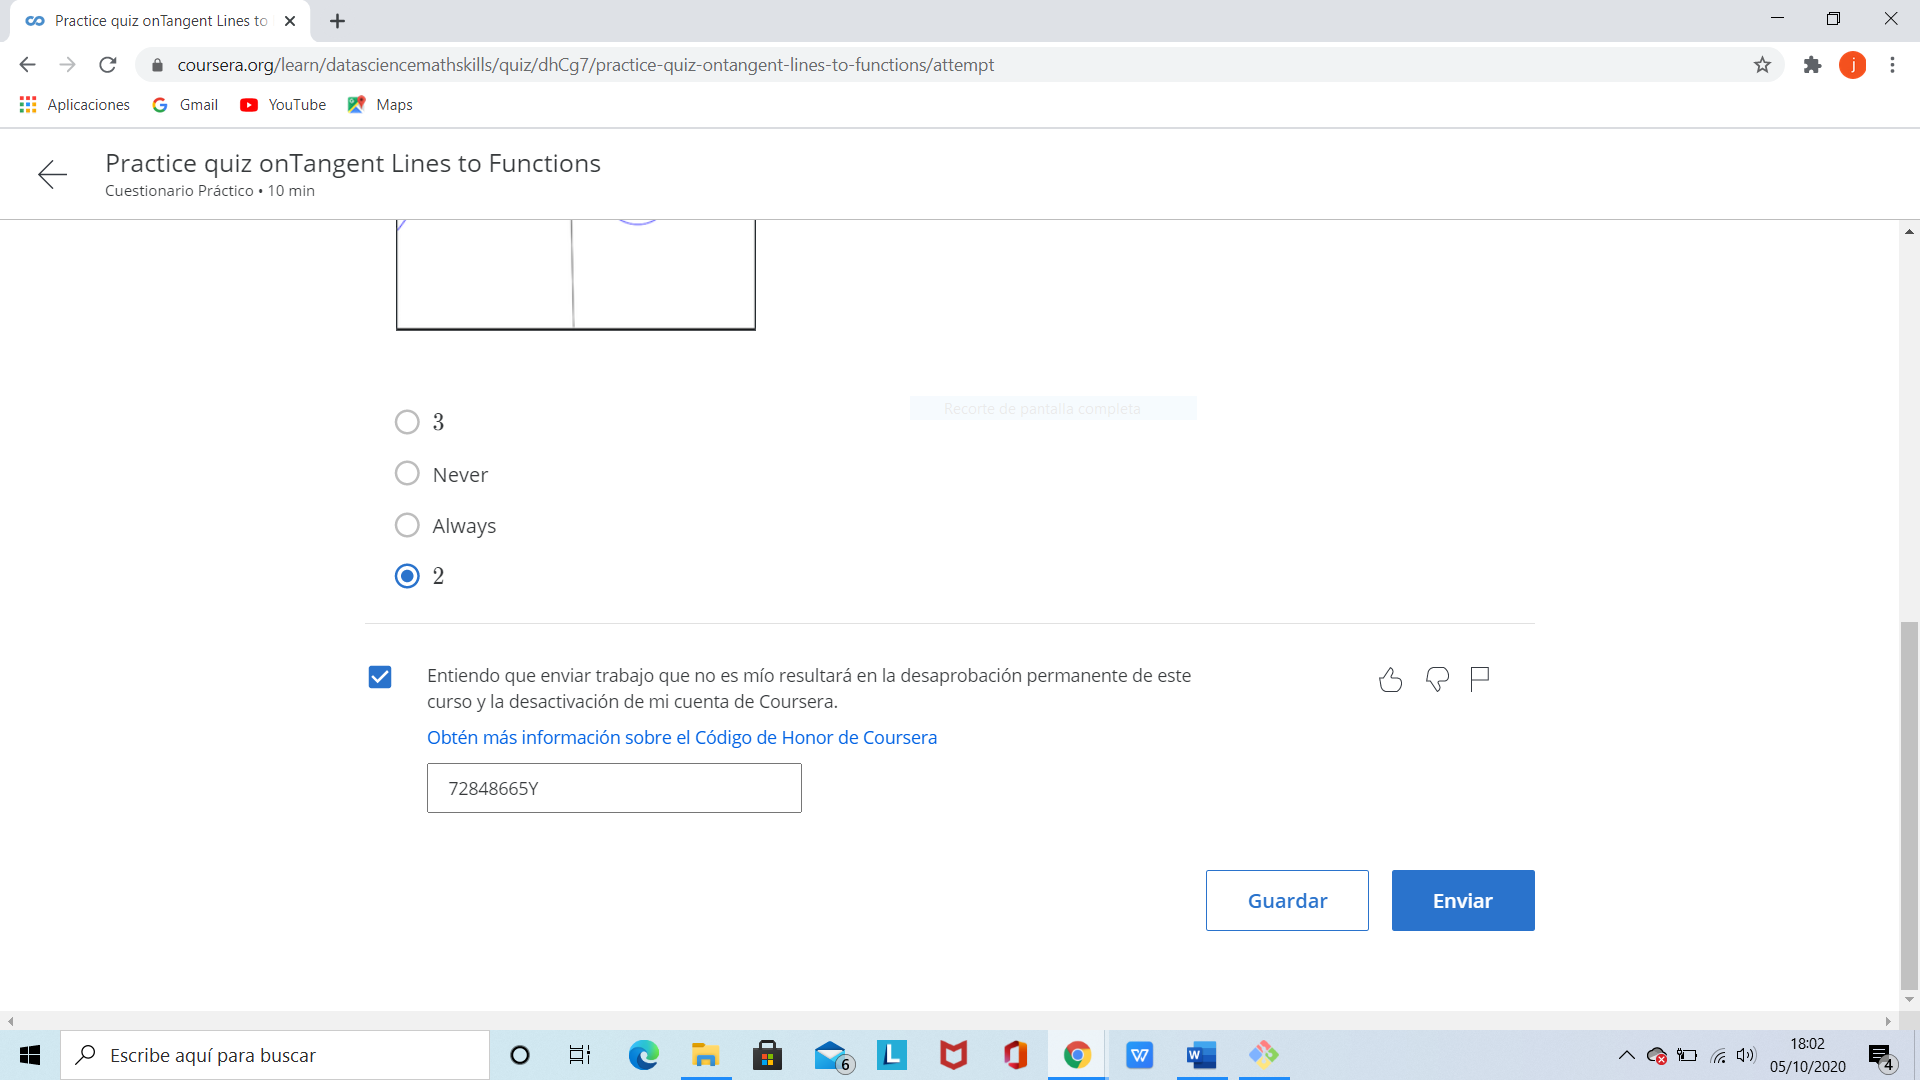 Practice quiz onTangent Lines to
coursera.org/learn/datasciencemathskills/quiz/dhCg7/practice-quiz-ontangent-lines-to-functions/attempt
j
Aplicaciones
Gmail
YouTube
Maps
Practice quiz onTangent Lines to Functions
Cuestionario Práctico • 10 min
3
Recorte de pantalla completa
Never
Always
2
Entiendo que enviar trabajo que no es mío resultará en la desaprobación permanente de este
curso y la desactivación de mi cuenta de Coursera.
Obtén más información sobre el Código de Honor de Coursera
72848665Y
Guardar
Enviar
Escribe aquí para buscar
6
L
W
W
18:02
05/10/2020
4